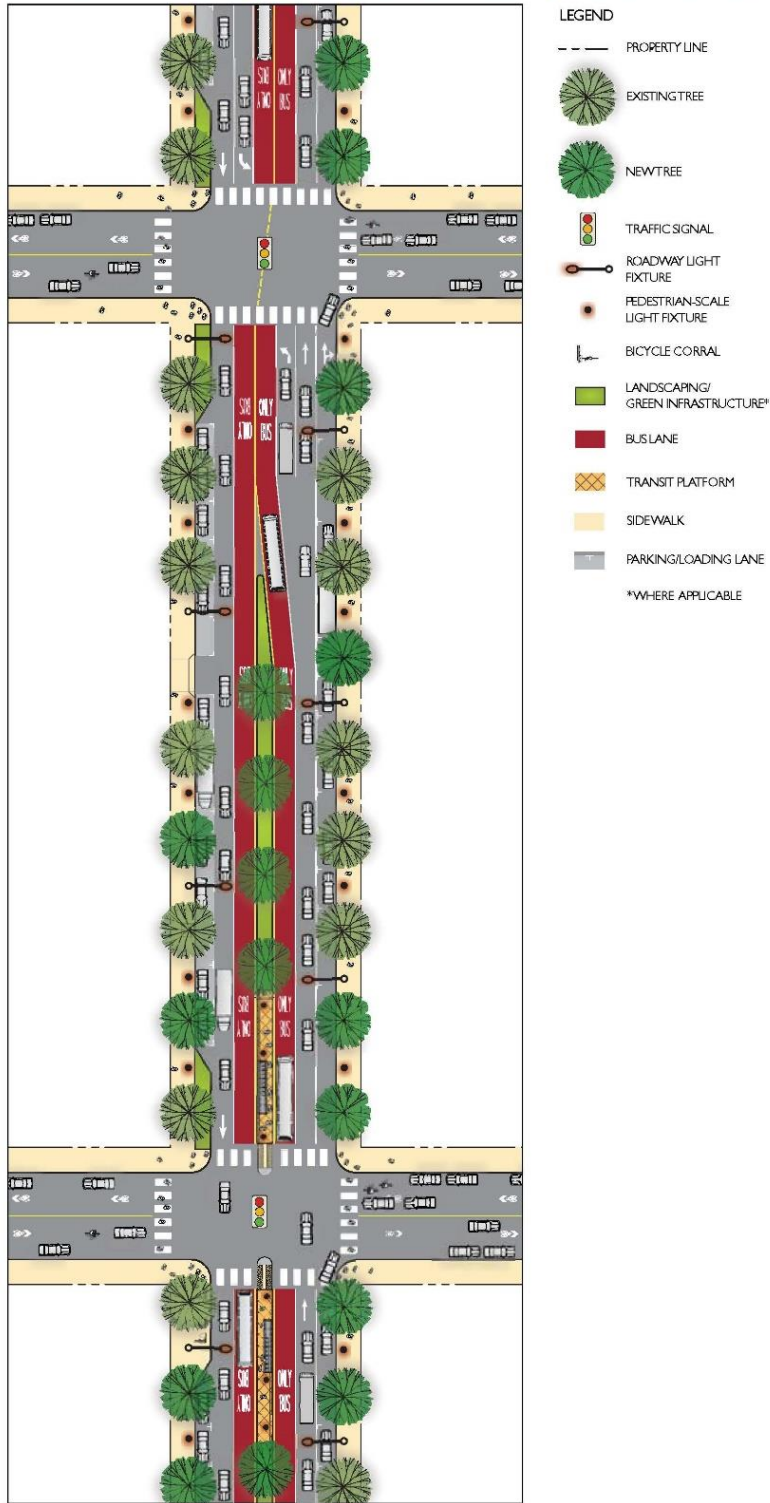 LEGEND
PROPERTY LINE
EXISTING TREE
NEW TREE
TRAFFIC SIGNAL
ROADWAY LIGHT
FIXTURE
PEDESTRIAN-SCALE
LIGHT FIXTURE
BICYCLE CORRAL
LANDSCAPING/
GREEN INFRASTRUCTURE*
BUS LANE
TRANSIT PLATFORM
SIDEWALK
PARKING/LOADING LANE
*WHERE APPLICABLE
ONLY
BUS
ONLY
BUS
ONLY
BUS
ONLY
BUS
ONLY
BUS
ONLY
BUS
ONLY
BUS
ONLY
BUS